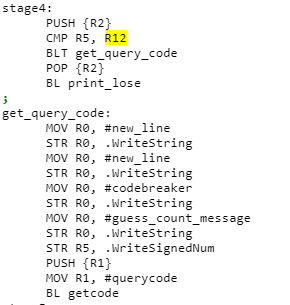 stage4:
PUSH {R2}
CMP R5, R12
BLT get_query_code
POP {R2}
BL print_lose
;
get_query_code:
MOV R0, #new_line
STR R0, .WriteString
MOV R0, #new_line
STR R0, .WriteString
MOV R0, #codebreaker
STR R0, .WriteString
MOV R0, #guess_count_message
STR R0, .WriteString
STR R5, .WriteSignedNum
PUSH {R1}
MOV R1, #querycode
BL getcode